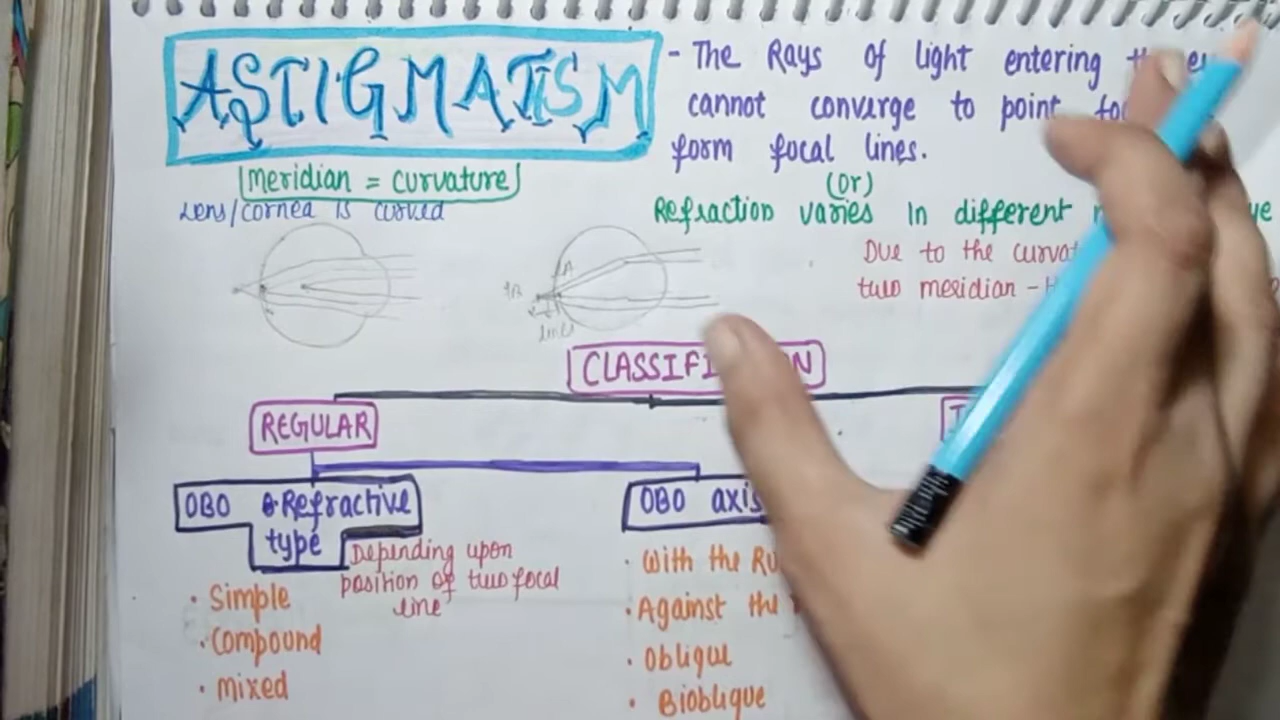 ASTIGMATISM
- The Rays of light entering
cannot converge to point
form focal lines.
(Or)
Meridian = curvature
Lens/cornea is curved
Refraction varies In different
Due to the
two meridian -
CLASSIFI
REGULAR
OBO Refractive
type
Depending upon
position of two focal
line
• Simple
• Compound
• mixed
OBO axis
• With the
• Against the
• Oblique
• Bioblique